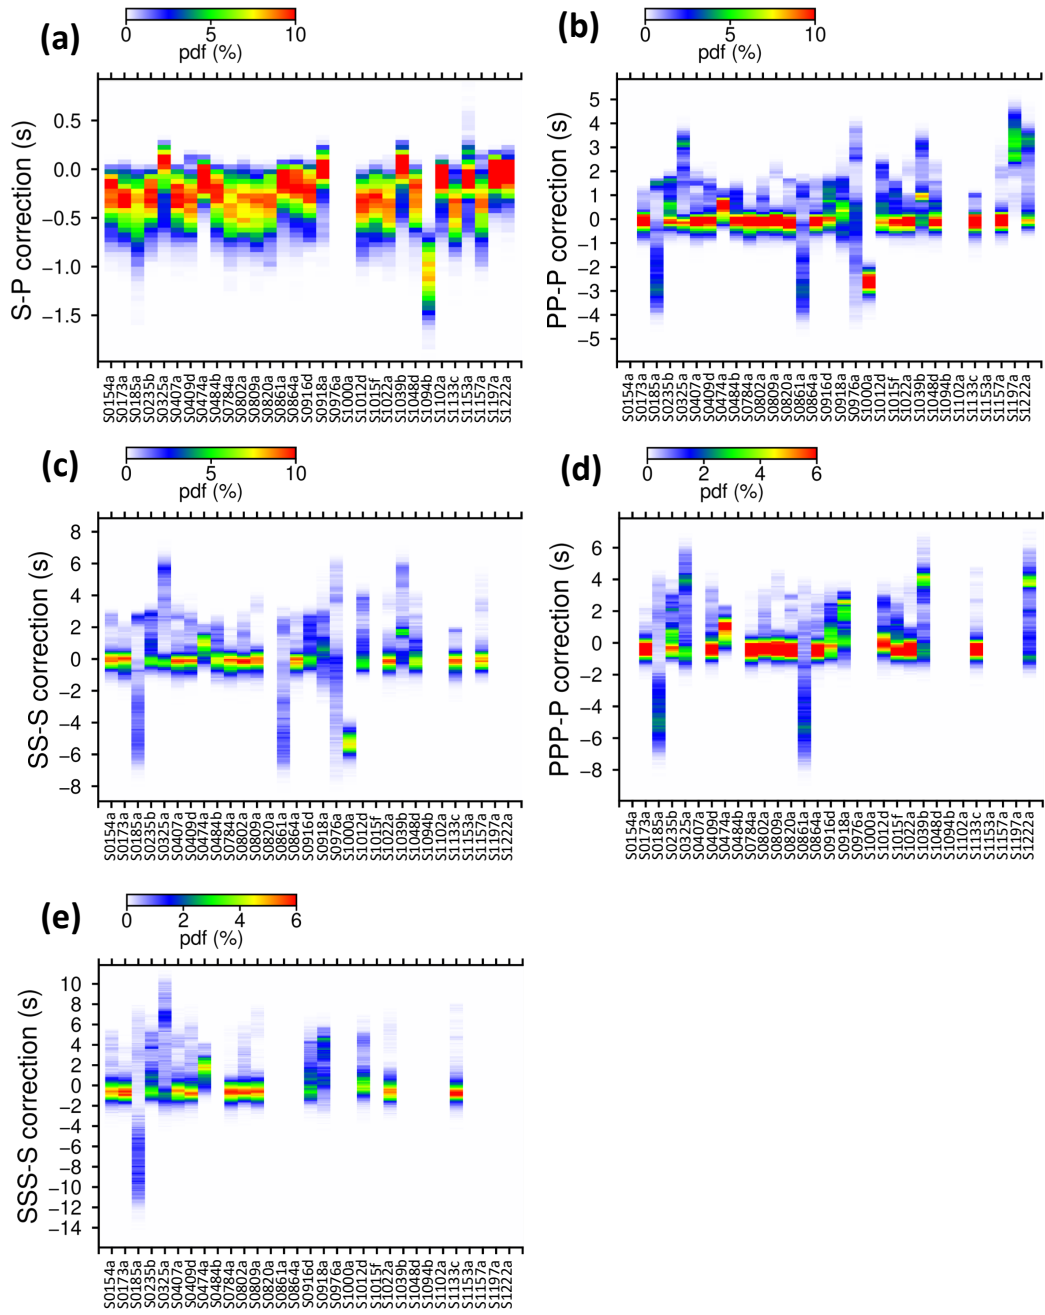 (a)
0 5 10
pdf (%)
S-P correction (s)
0.5
0.0
−0.5
−1.0
−1.5
S0154a S0173a S0185a S0235b S0325a S0407a S0409d S0474a S0484b S0784a S0802a S0809a S0820a S0861a S0864a S0916d S0918a S0976a S1000a S1012d S1015f S1022a S1039b S1048d S1094b S1102a S1133c S1153a S1157a S1197a S1222a
(b)
0 5 10
pdf (%)
PP-P correction (s)
5
4
3
2
1
0
−1
−2
−3
−4
−5
S0154a S0173a S0185a S0235b S0325a S0407a S0409d S0474a S0484b S0784a S0802a S0809a S0820a S0861a S0864a S0916d S0918a S0976a S1000a S1012d S1015f S1022a S1039b S1048d S1094b S1102a S1133c S1153a S1157a S1197a S1222a
(c)
0 5 10
pdf (%)
SS-S correction (s)
8
6
4
2
0
−2
−4
−6
−8
S0154a S0173a S0185a S0235b S0325a S0407a S0409d S0474a S0484b S0784a S0802a S0809a S0820a S0861a S0864a S0916d S0918a S0976a S1000a S1012d S1015f S1022a S1039b S1048d S1094b S1102a S1133c S1153a S1157a S1197a S1222a
(d)
0 2 4 6
pdf (%)
PPP-P correction (s)
6
4
2
0
−2
−4
−6
−8
S0154a S0173a S0185a S0235b S0325a S0407a S0409d S0474a S0484b S0784a S0802a S0809a S0820a S0861a S0864a S0916d S0918a S0976a S1000a S1012d S1015f S1022a S1039b S1048d S1094b S1102a S1133c S1153a S1157a S1197a S1222a
(e)
0 2 4 6
pdf (%)
SSS-S correction (s)
10
8
6
4
2
0
−2
−4
−6
−8
−10
−12
−14
S0154a S0173a S0185a S0235b S0325a S0407a S0409d S0474a S0484b S0784a S0802a S0809a S0820a S0861a S0864a S0916d S0918a S0976a S1000a S1012d S1015f S1022a S1039b S1048d S1094b S1102a S1133c S1153a S1157a S1197a S1222a